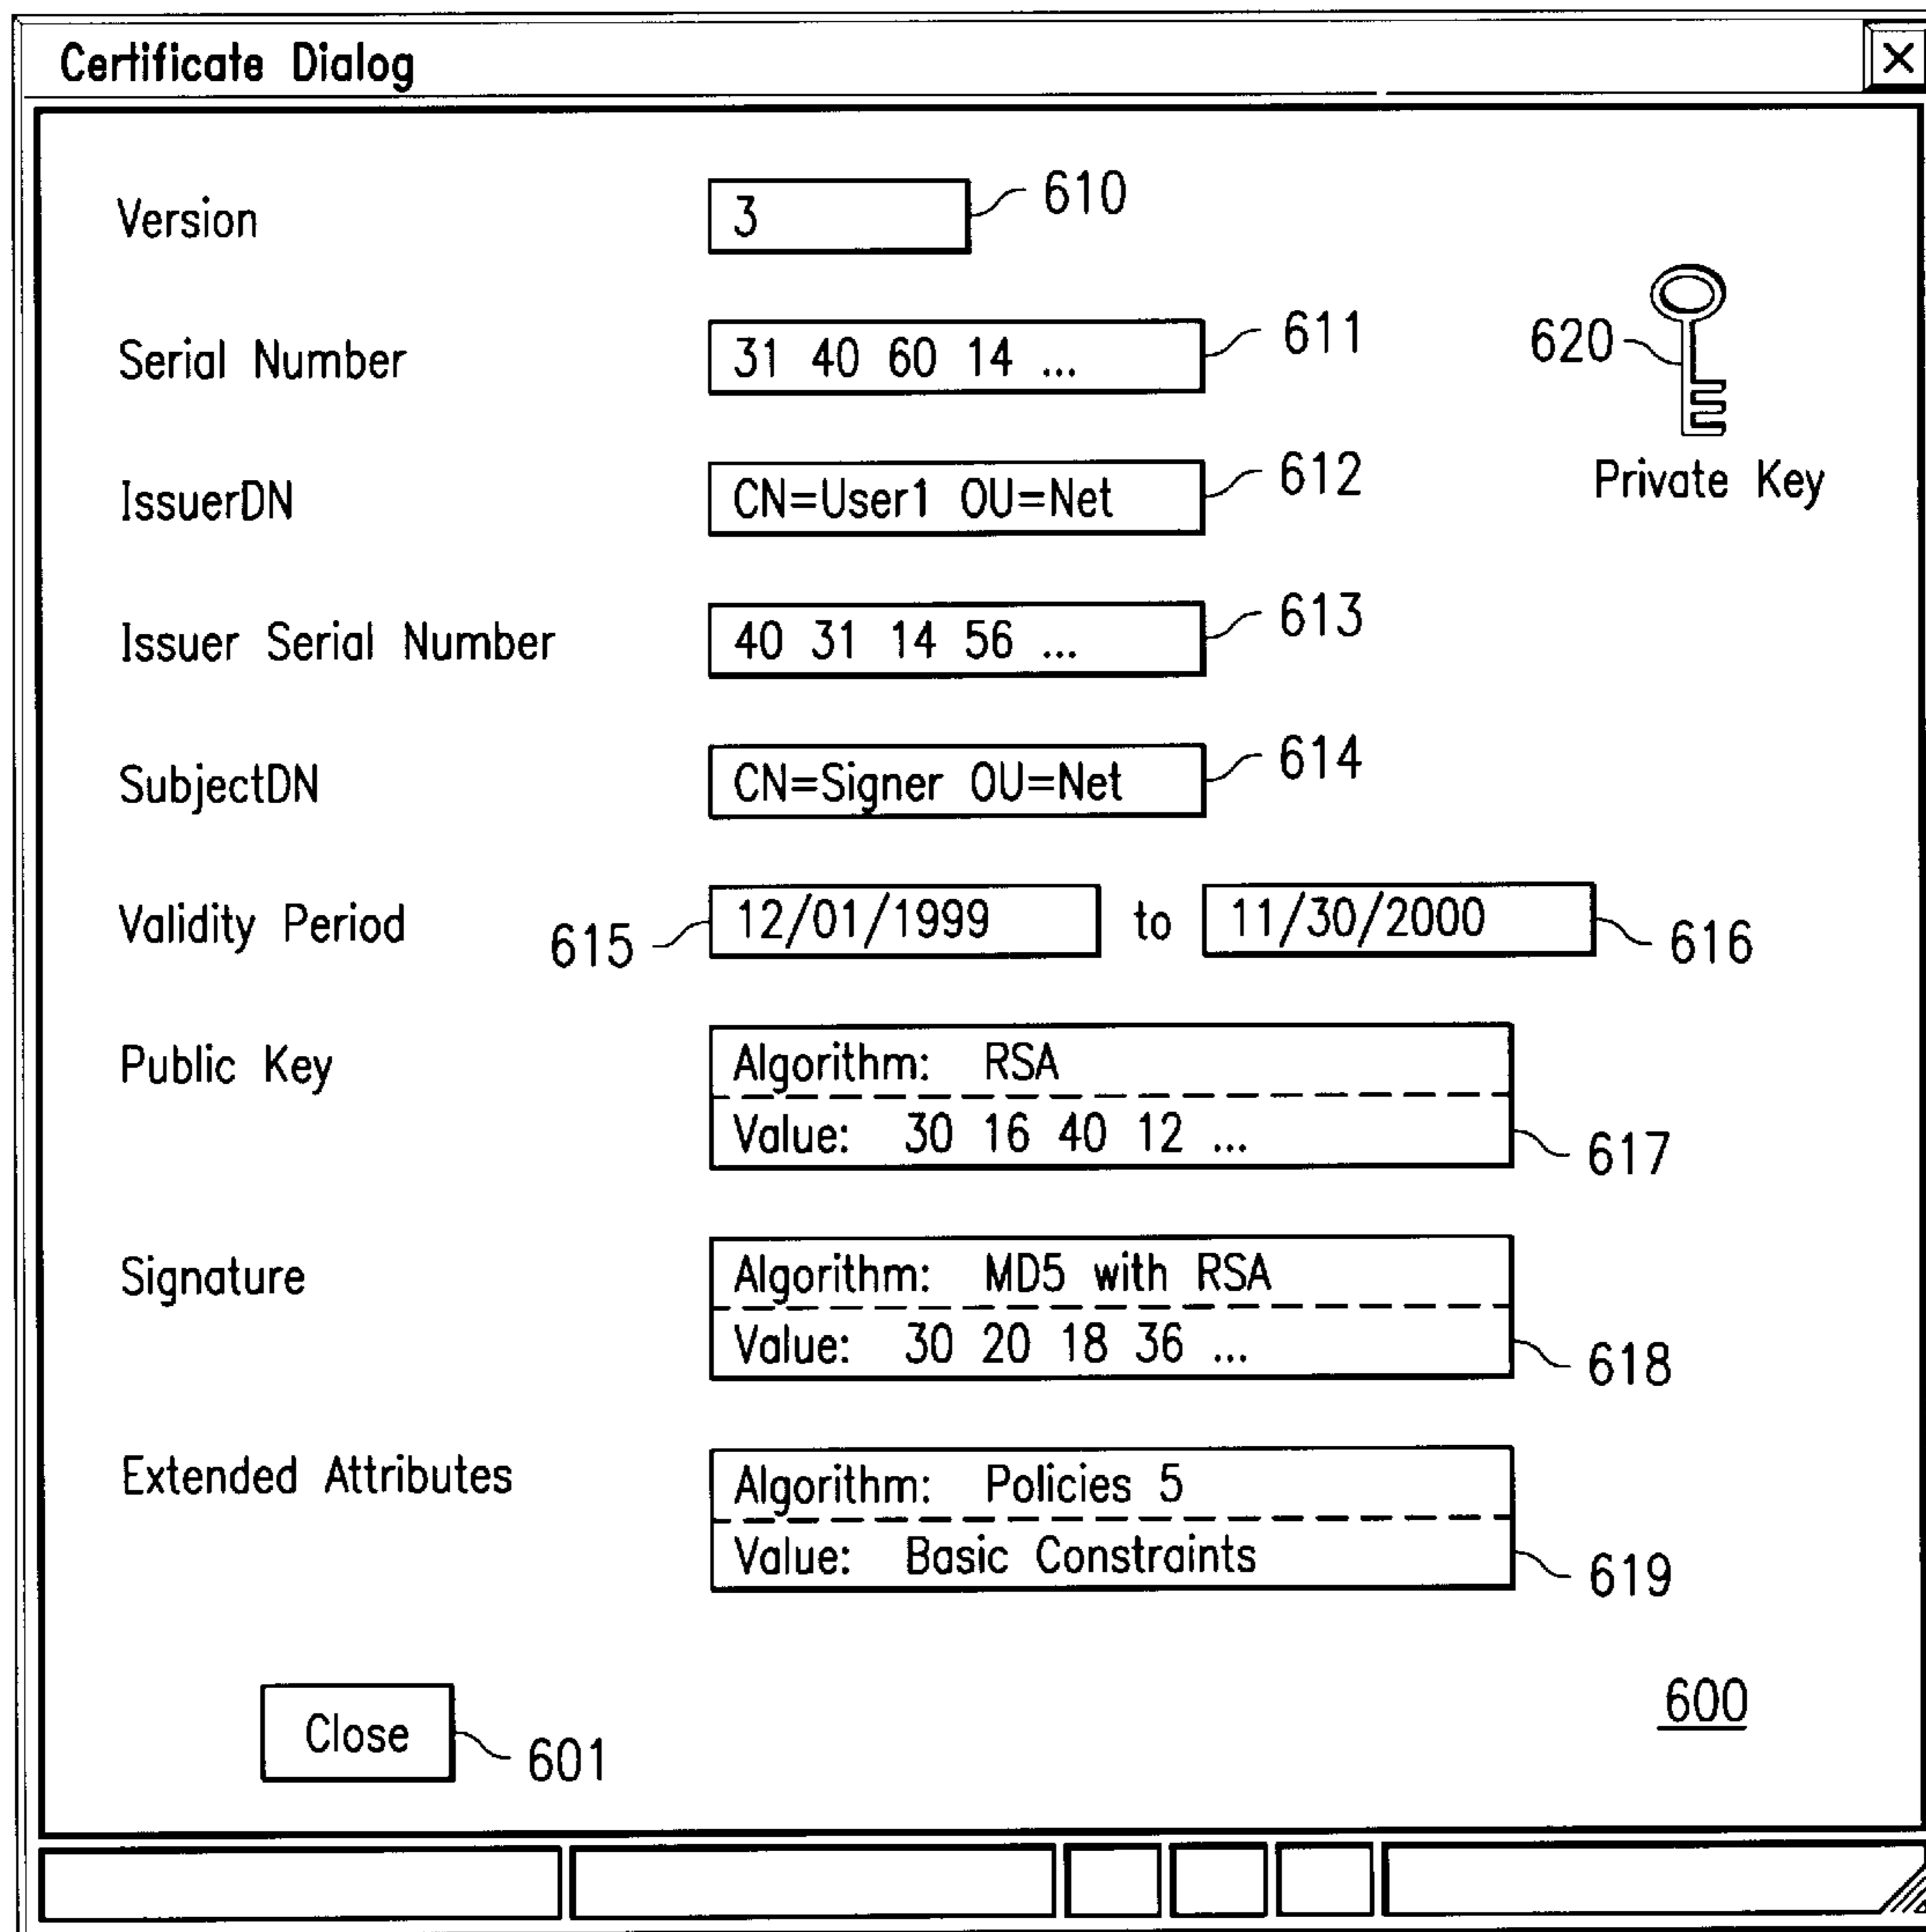 Certificate Dialog
Version 3 610
Serial Number 31 40 60 14 ... 611 620
IssuerDN CN=User1 OU=Net 612 Private Key
Issuer Serial Number 40 31 14 56 ... 613
SubjectDN CN=Signer OU=Net 614
Validity Period 615 12/01/1999 to 11/30/2000 616
Public Key Algorithm: RSA
Value: 30 16 40 12 ... 617
Signature Algorithm: MD5 with RSA
Value: 30 20 18 36 ... 618
Extended Attributes Algorithm: Policies 5
Value: Basic Constraints 619
Close 601 600